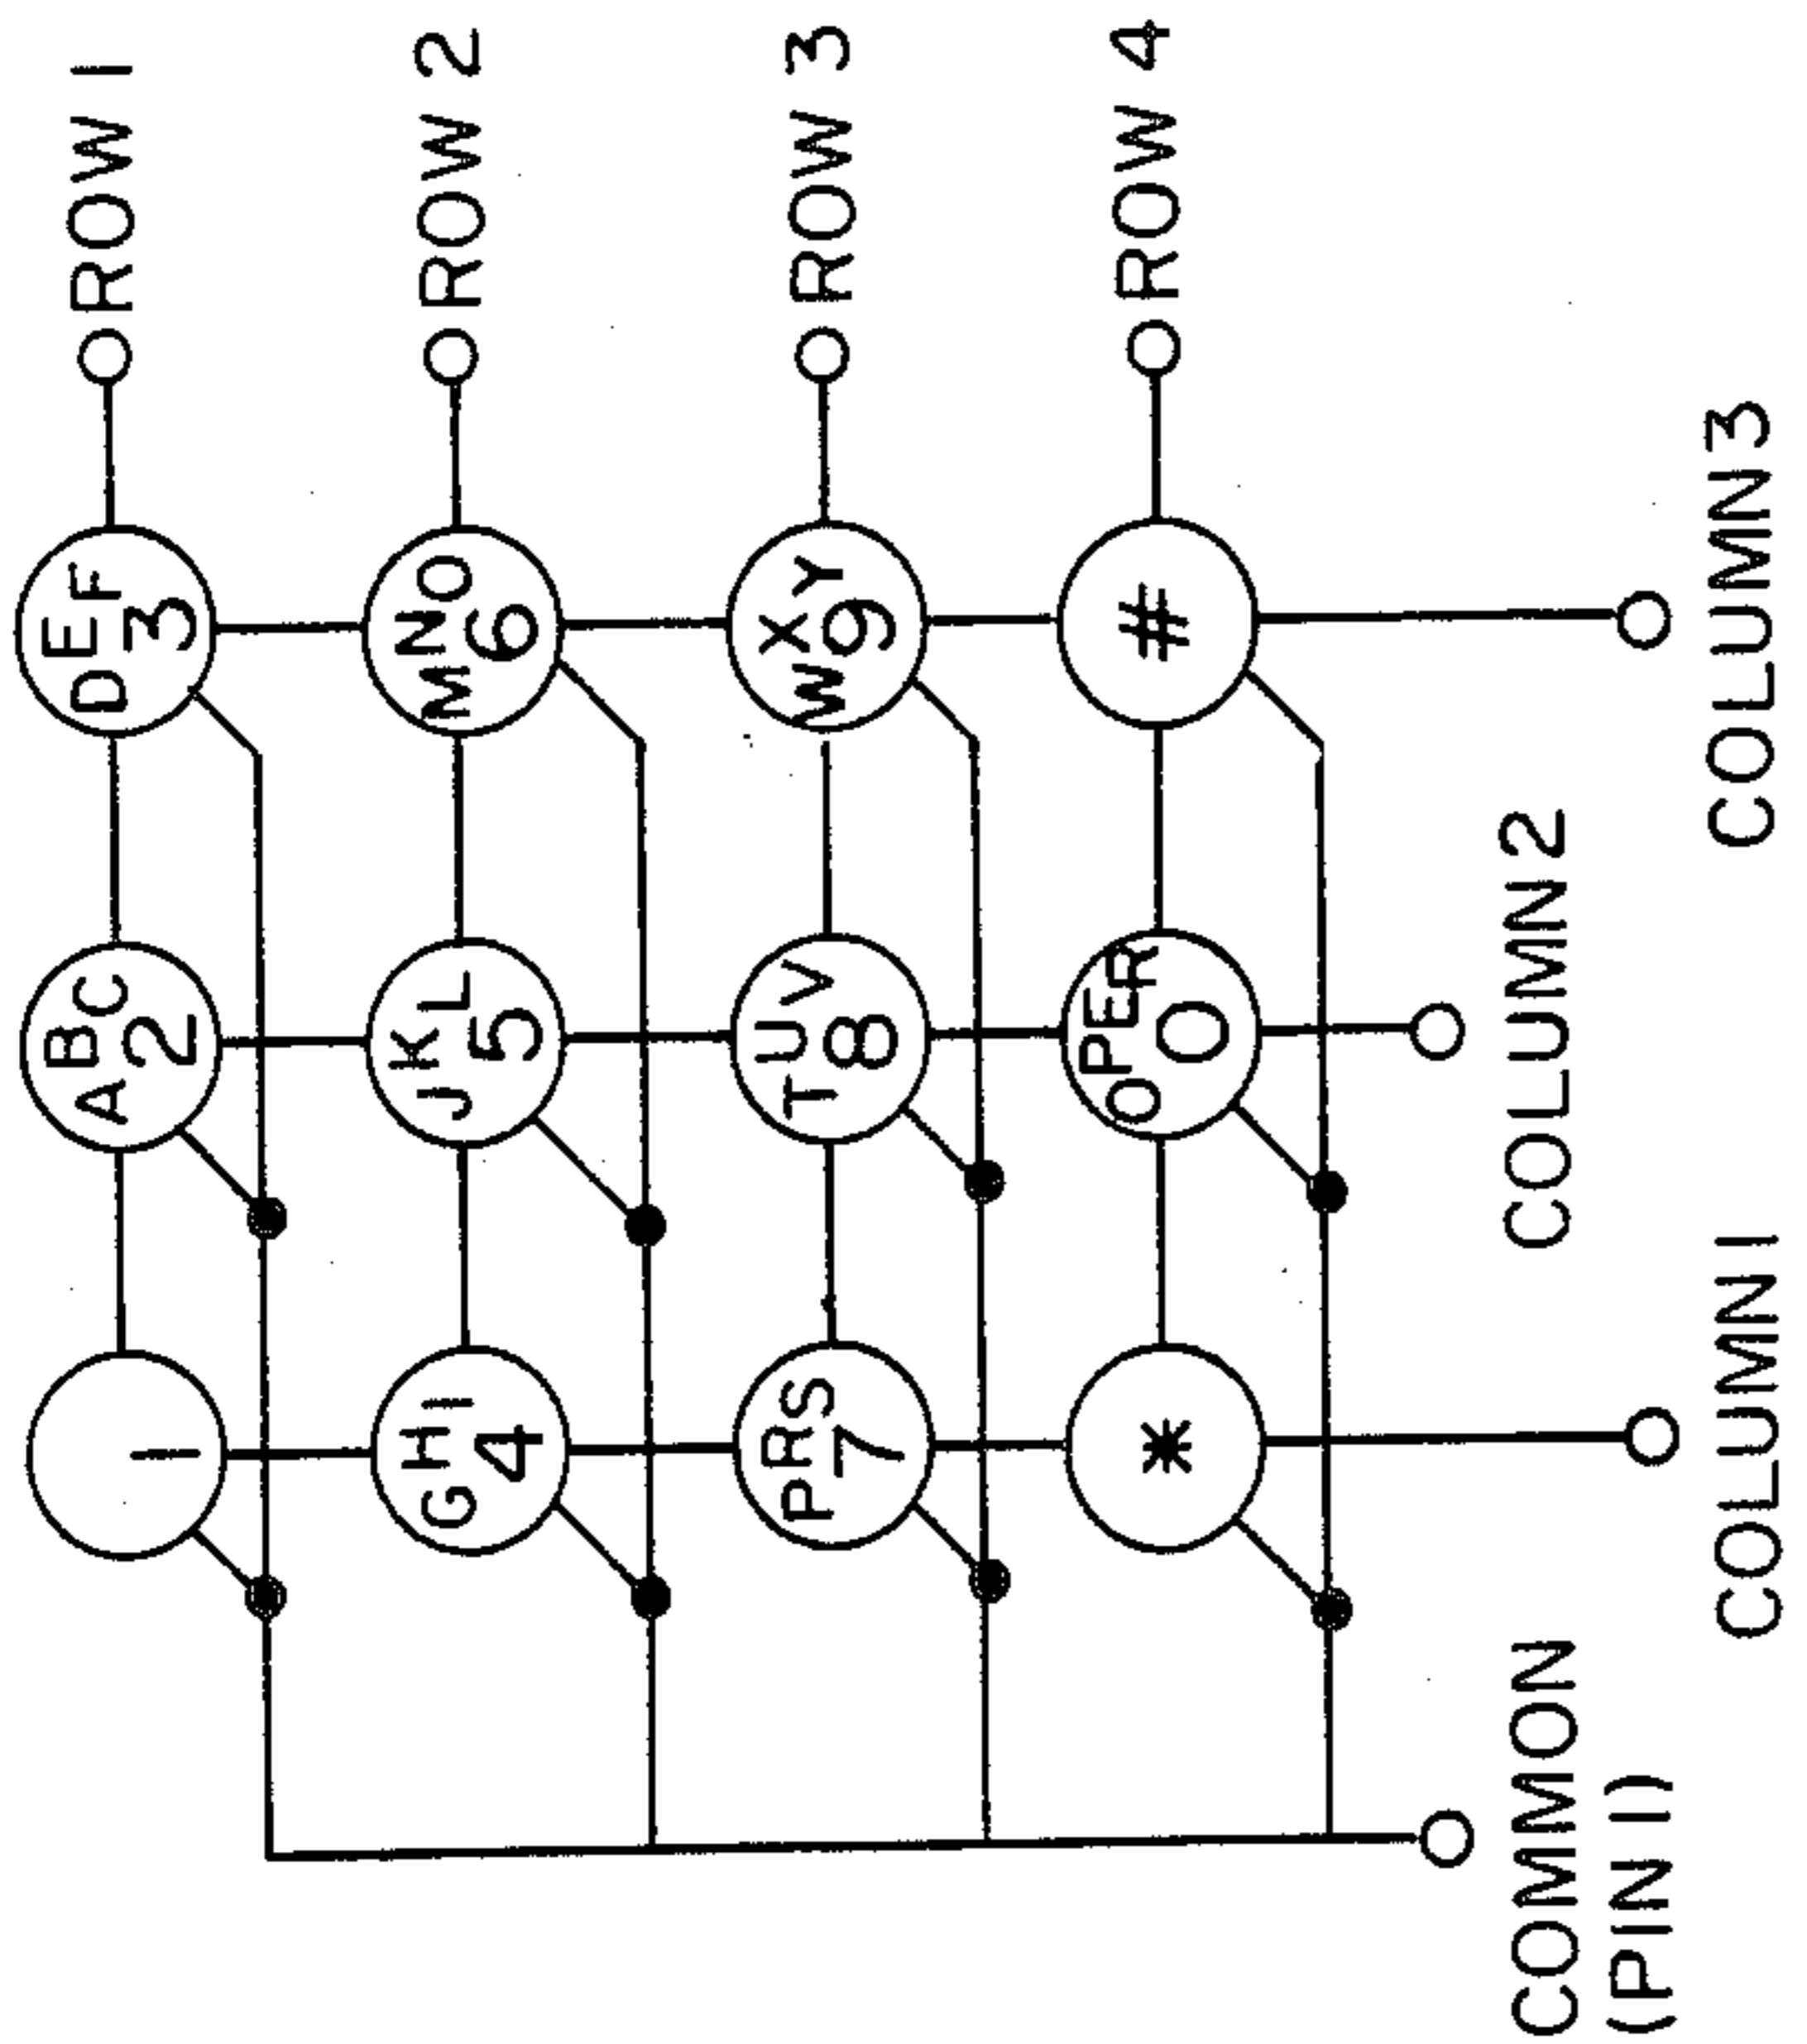 1
ABC
2
DEF
3
ROW 1
GHI
4
JKL
5
MNO
6
ROW 2
PRS
7
TUV
8
WXY
9
ROW 3
*
OPER
0
#
ROW 4
COMMON
(PIN 1)
COLUMN 1
COLUMN 2
COLUMN 3